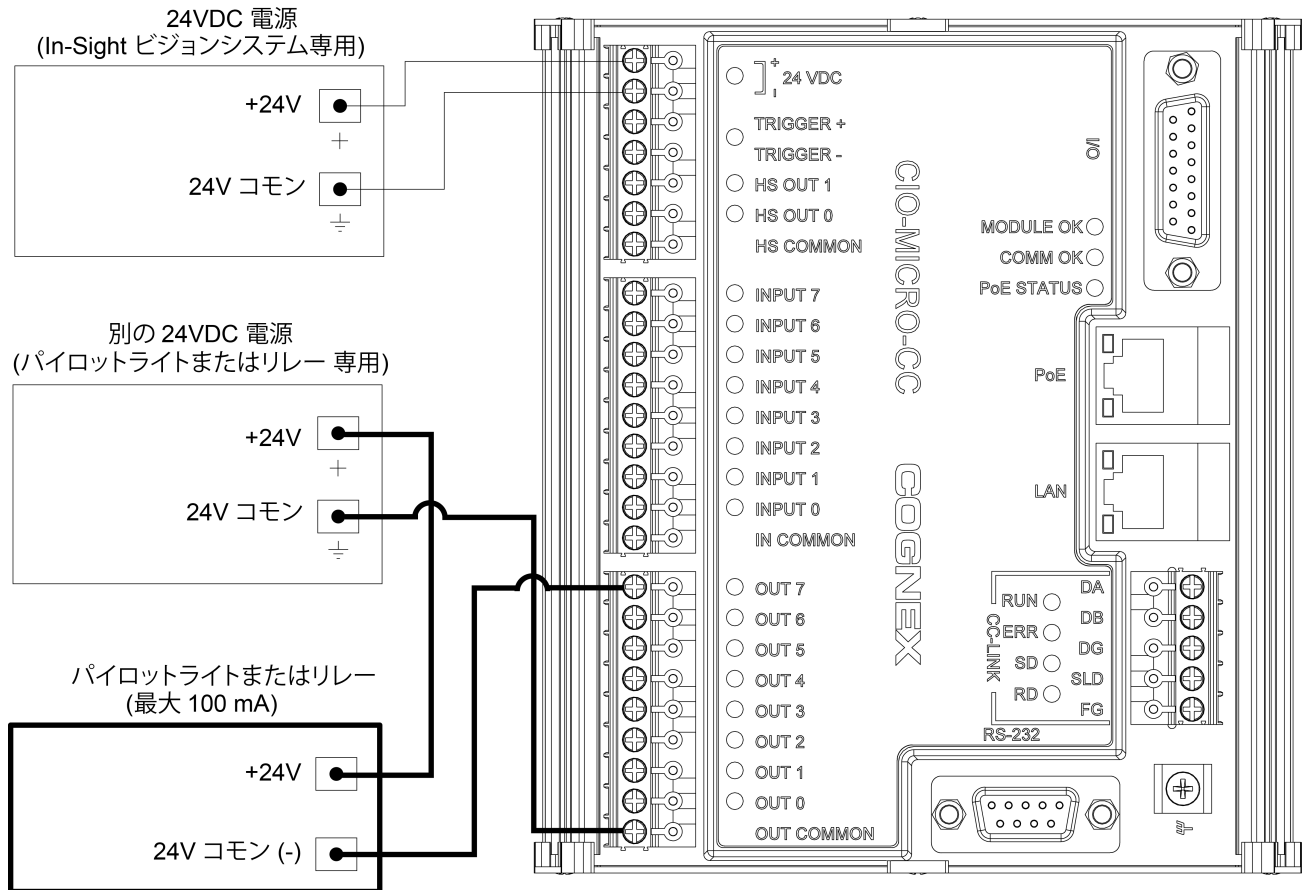 24VDC 電源
(In-Sight ビジョンシステム専用)
+24V
+
24V コモン
別の 24VDC 電源
(パイロットライトまたはリレー 専用)
+24V
+
24V コモン
パイロットライトまたはリレー
(最大 100 mA)
+24V
24V コモン (-)
+
-
24 VDC
TRIGGER +
TRIGGER -
HS OUT 1
HS OUT 0
HS COMMON
INPUT 7
INPUT 6
INPUT 5
INPUT 4
INPUT 3
INPUT 2
INPUT 1
INPUT 0
IN COMMON
OUT 7
OUT 6
OUT 5
OUT 4
OUT 3
OUT 2
OUT 1
OUT 0
OUT COMMON
CIO-MICRO-CC
COGNEX
I/O
MODULE OK
COMM OK
PoE STATUS
PoE
LAN
CC-LINK
RUN
ERR
SD
RD
DA
DB
DG
SLD
FG
RS-232